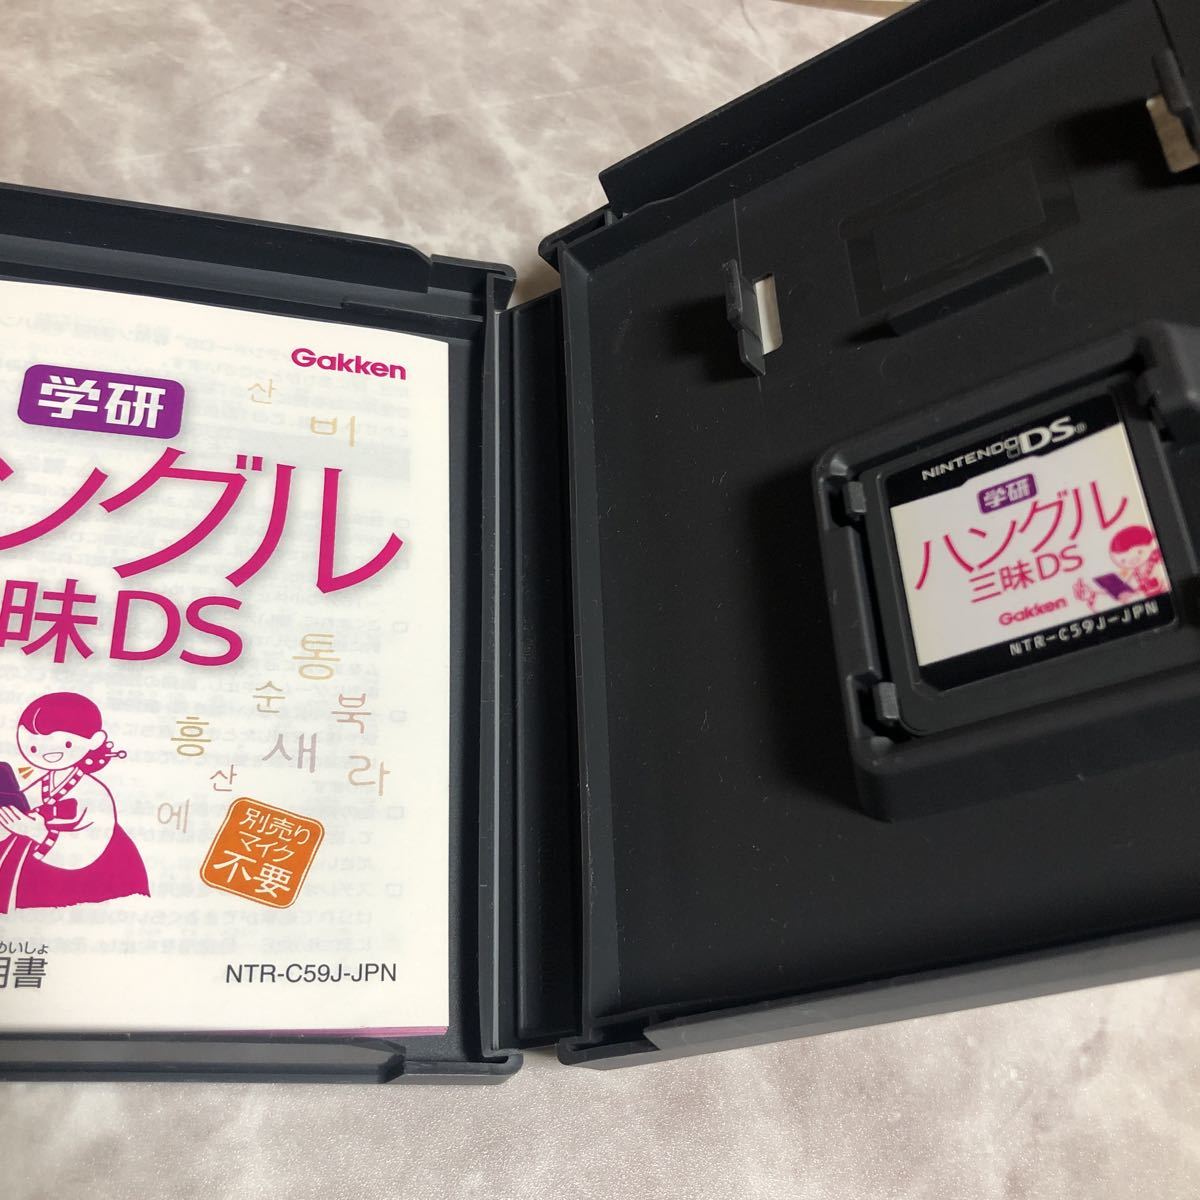 Gakken
学研
산
비
ングル
昧DS
통
순
북
흥
새
라
산
에
別売り
マイク
不要
めいしょ
明書
NTR-C59J-JPN
NINTENDO DS
学研
ハングル
三昧DS
Gakken
NTR-C59J-JPN